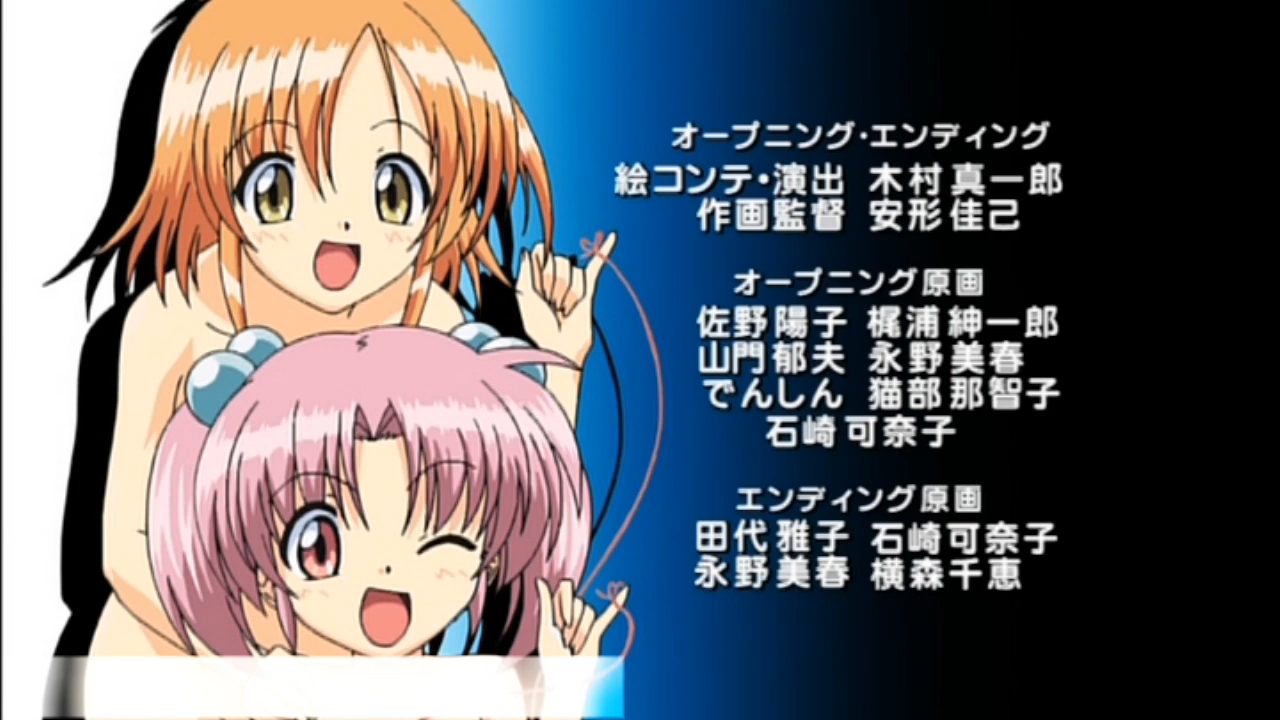 オープニング・エンディング
絵コンテ・演出 木村真一郎
作画監督 安形佳己
オープニング原画
佐野陽子 梶浦紳一郎
山門郁夫 永野美春
でんしん 猫部那智子
石崎可奈子
エンディング原画
田代雅子 石崎可奈子
永野美春 横森千恵